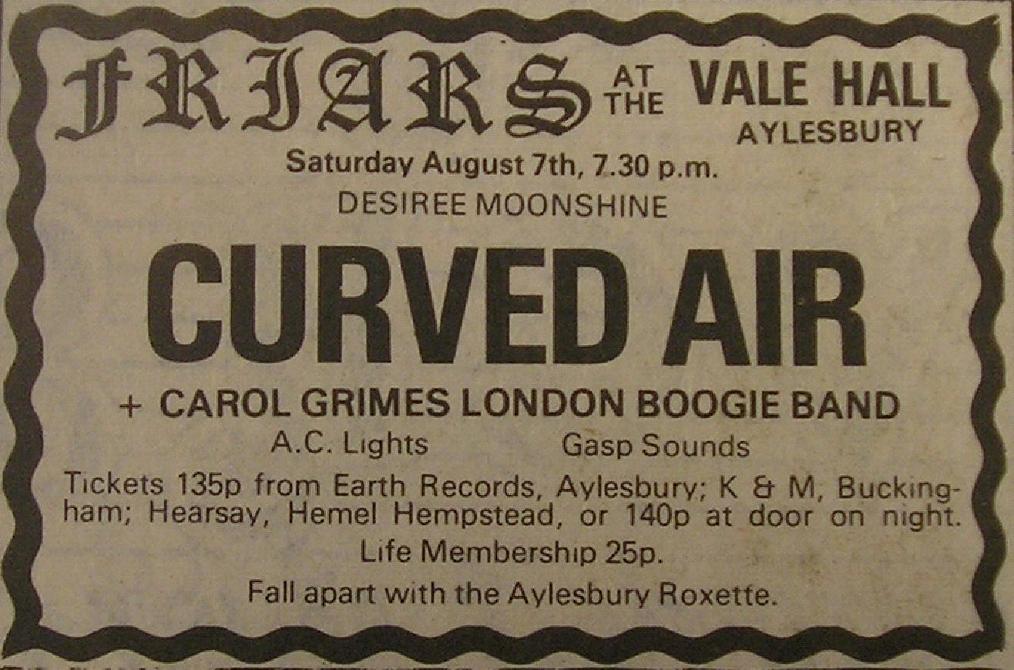 FRIARS AT THE VALE HALL
AYLESBURY
Saturday August 7th, 7.30 p.m.
DESIREE MOONSHINE
CURVED AIR
+ CAROL GRIMES LONDON BOOGIE BAND
A.C. Lights Gasp Sounds
Tickets 135p from Earth Records, Aylesbury; K & M, Bucking-
ham; Hearsay, Hemel Hempstead, or 140p at door on night.
Life Membership 25p.
Fall apart with the Aylesbury Roxette.